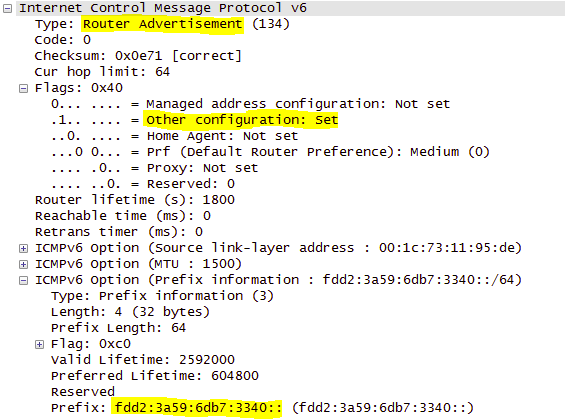 Internet Control Message Protocol v6
Type: Router Advertisement (134)
Code: 0
Checksum: 0x0e71 [correct]
Cur hop limit: 64
Flags: 0x40
0... .... = Managed address configuration: Not set
.1.. .... = Other configuration: Set
..0. .... = Home Agent: Not set
...0 0... = Prf (Default Router Preference): Medium (0)
.... .0.. = Proxy: Not set
.... ..0. = Reserved: 0
Router lifetime (s): 1800
Reachable time (ms): 0
Retrans timer (ms): 0
ICMPv6 Option (Source link-layer address : 00:1c:73:11:95:de)
ICMPv6 Option (MTU : 1500)
ICMPv6 Option (Prefix information : fdd2:3a59:6db7:3340::/64)
Type: Prefix information (3)
Length: 4 (32 bytes)
Prefix Length: 64
Flag: 0xc0
Valid Lifetime: 2592000
Preferred Lifetime: 604800
Reserved
Prefix: fdd2:3a59:6db7:3340:: (fdd2:3a59:6db7:3340::)